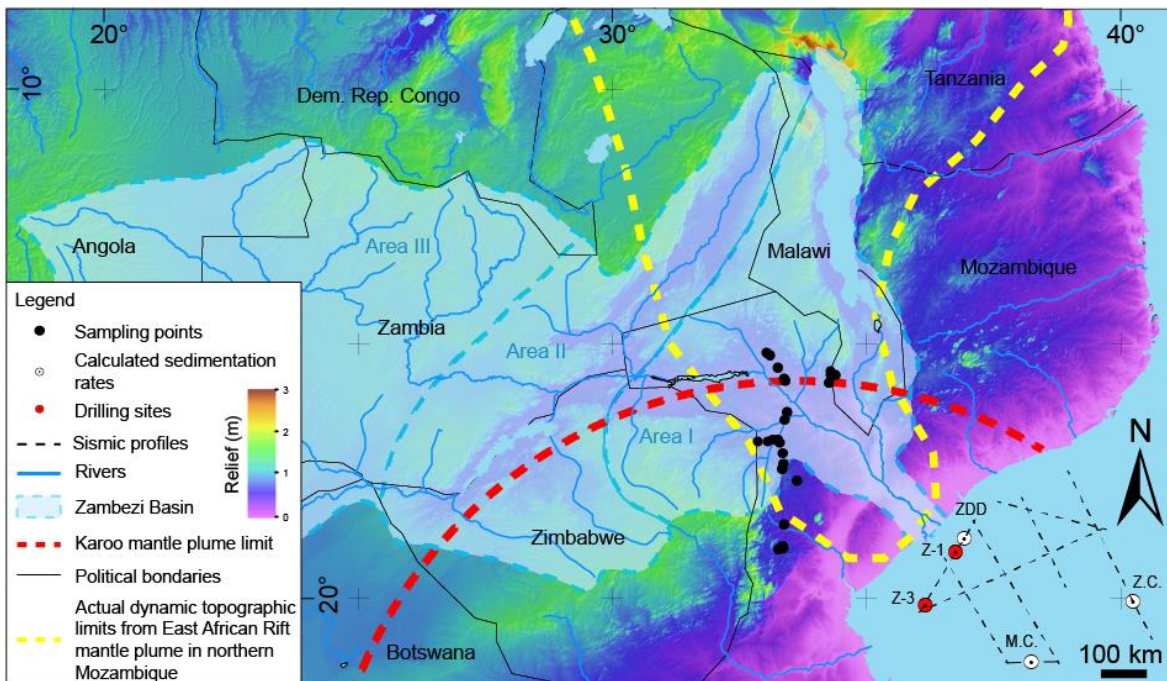 20°
30°
40°
10°
Dem. Rep. Congo
Tanzania
Angola
Area III
Malawi
Mozambique
Zambia
Area II
Area I
Zimbabwe
20°
Botswana
N
ZDD
Z-1
Z-3
Z.C.
M.C.
100 km
Legend
Sampling points
Calculated sedimentation
rates
Drilling sites
Sismic profiles
Rivers
Zambezi Basin
Karoo mantle plume limit
Political bondaries
Actual dynamic topographic
limits from East African Rift
mantle plume in northern
Mozambique
Relief (m)
3
2
1
0